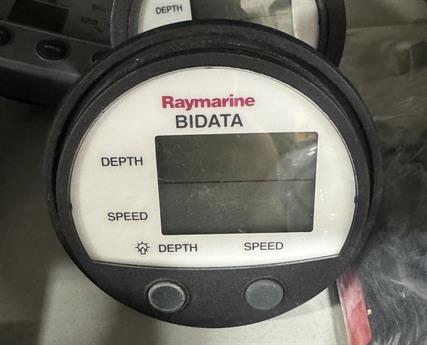 DEPTH
Raymarine
BIDATA
DEPTH
SPEED
DEPTH SPEED